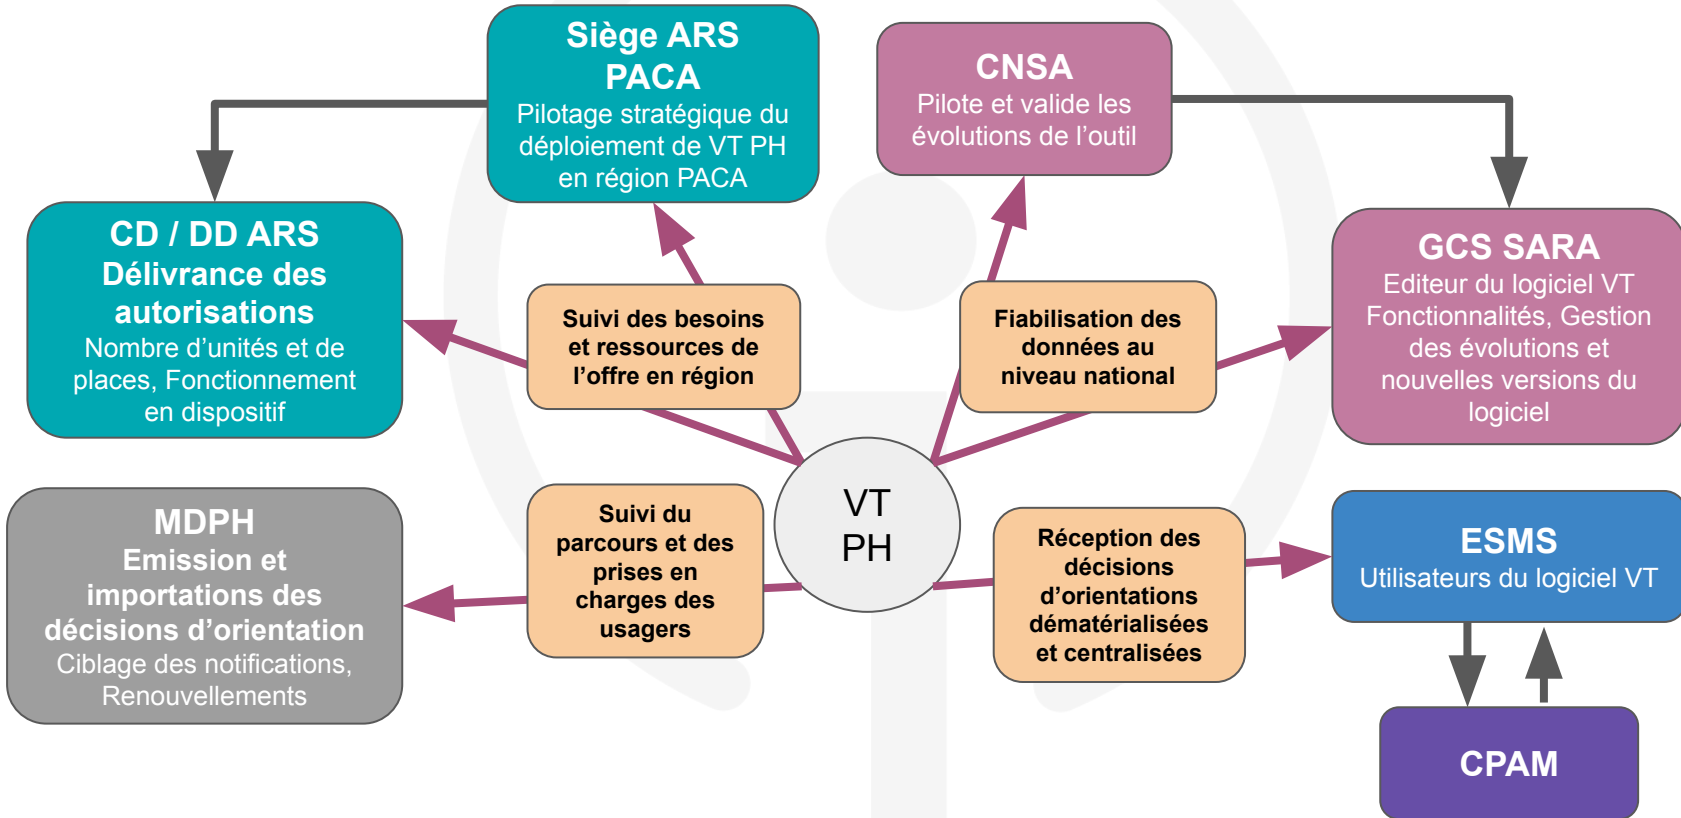 Siège ARS
PACA
Pilotage stratégique du
déploiement de VT PH
en région PACA
CNSA
Pilote et valide les
évolutions de l'outil
CD / DD ARS
Délivrance des
autorisations
Nombre d'unités et de
places, Fonctionnement
en dispositif
Suivi des besoins
et ressources de
l'offre en région
Fiabilisation des
données au
niveau national
GCS SARA
Editeur du logiciel VT
Fonctionnalités, Gestion
des évolutions et
nouvelles versions du
logiciel
MDPH
Emission et
importations des
décisions d'orientation
Ciblage des notifications,
Renouvellements
Suivi du
parcours et des
prises en
charges des
usagers
VT
PH
Réception des
décisions
d'orientations
dématérialisées
et centralisées
ESMS
Utilisateurs du logiciel VT
CPAM